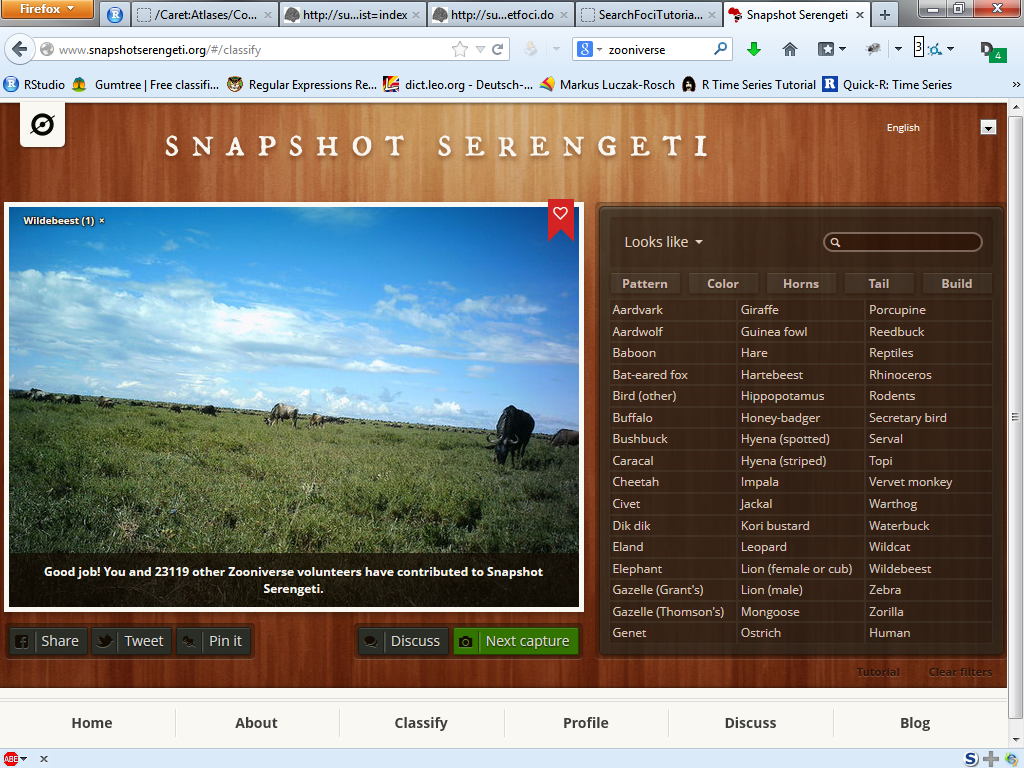 Firefox
/Caret:Atlases/Co...
http://su...ist=index
http://su...etfoci.do
SearchFociTutoria...
Snapshot Serengeti
www.snapshotserengeti.org/#/classify
zooniverse
3
4
RStudio
Gumtree | Free classifi...
Regular Expressions Re...
dict.leo.org - Deutsch-...
Markus Luczak-Rosch
R Time Series Tutorial
Quick-R: Time Series
SNAPSHOT SERENGETI
English
Wildebeest (1) ×
Good job! You and 23119 other Zooniverse volunteers have contributed to Snapshot
Serengeti.
Share
Tweet
Pin it
Discuss
Next capture
Looks like
Pattern Color Horns Tail Build
Aardvark Giraffe Porcupine
Aardwolf Guinea fowl Reedbuck
Baboon Hare Reptiles
Bat-eared fox Hartebeest Rhinoceros
Bird (other) Hippopotamus Rodents
Buffalo Honey-badger Secretary bird
Bushbuck Hyena (spotted) Serval
Caracal Hyena (striped) Topi
Cheetah Impala Vervet monkey
Civet Jackal Warthog
Dik dik Kori bustard Waterbuck
Eland Leopard Wildcat
Elephant Lion (female or cub) Wildebeest
Gazelle (Grant's) Lion (male) Zebra
Gazelle (Thomson's) Mongoose Zorilla
Genet Ostrich Human
Tutorial Clear filters
Home About Classify Profile Discuss Blog
ABP